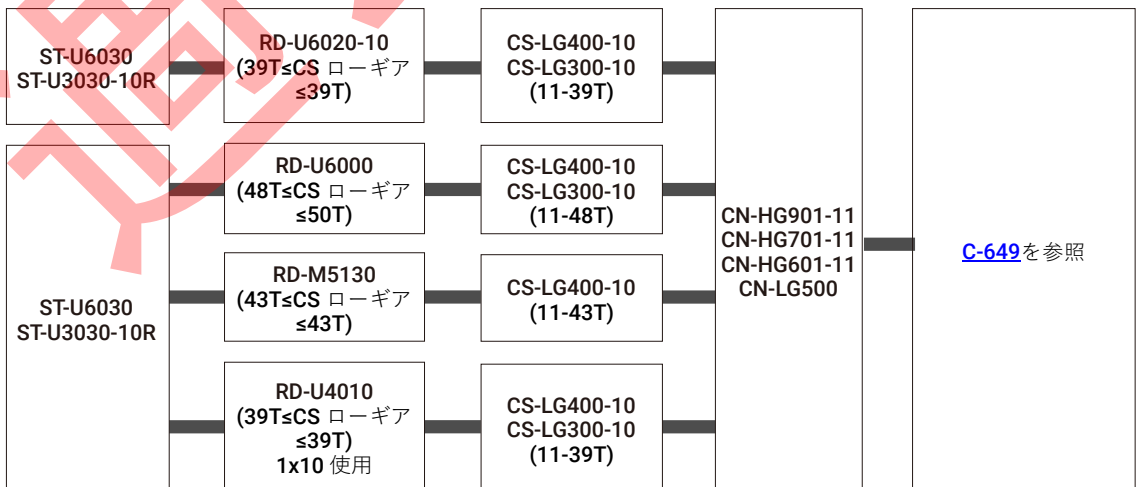 ST-U6030
ST-U3030-10R
RD-U6020-10
(39T≤CS ローギア
≤39T)
CS-LG400-10
CS-LG300-10
(11-39T)
ST-U6030
ST-U3030-10R
RD-U6000
(48T≤CS ローギア
≤50T)
CS-LG400-10
CS-LG300-10
(11-48T)
RD-M5130
(43T≤CS ローギア
≤43T)
CS-LG400-10
(11-43T)
RD-U4010
(39T≤CS ローギア
≤39T)
1x10 使用
CS-LG400-10
CS-LG300-10
(11-39T)
CN-HG901-11
CN-HG701-11
CN-HG601-11
CN-LG500
C-649を参照